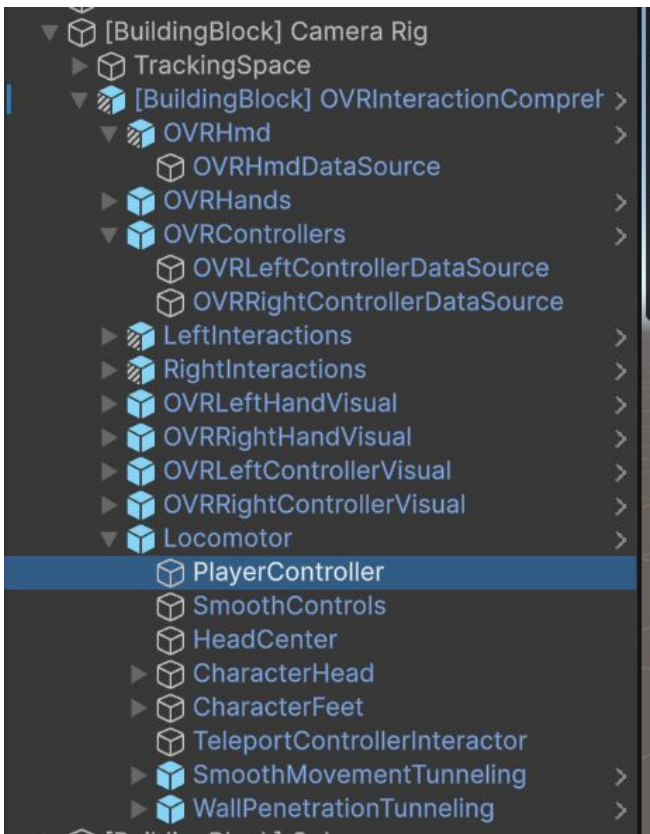 [BuildingBlock] Camera Rig
TrackingSpace
[BuildingBlock] OVRInteractionCompreh
OVRHmd
OVRHmdDataSource
OVRHands
OVRControllers
OVRLeftControllerDataSource
OVRRightControllerDataSource
LeftInteractions
RightInteractions
OVRLeftHandVisual
OVRRightHandVisual
OVRLeftControllerVisual
OVRRightControllerVisual
Locomotor
PlayerController
SmoothControls
HeadCenter
CharacterHead
CharacterFeet
TeleportControllerInteractor
SmoothMovementTunneling
WallPenetrationTunneling